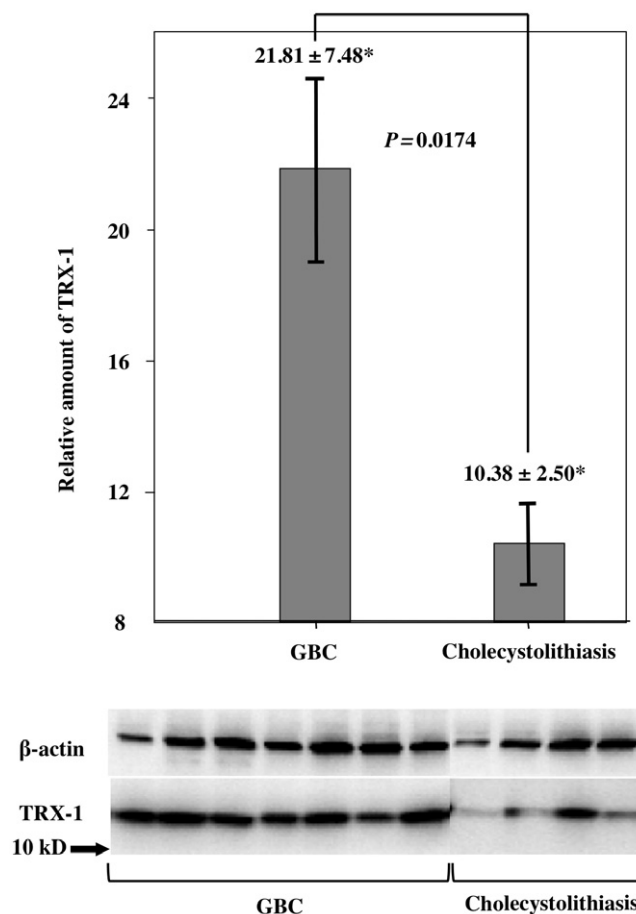 21.81 ± 7.48*
24
P = 0.0174
20
Relative amount of TRX-1
16
10.38 ± 2.50*
12
8
GBC Cholecystolithiasis
β-actin
TRX-1
10 kD
GBC Cholecystolithiasis